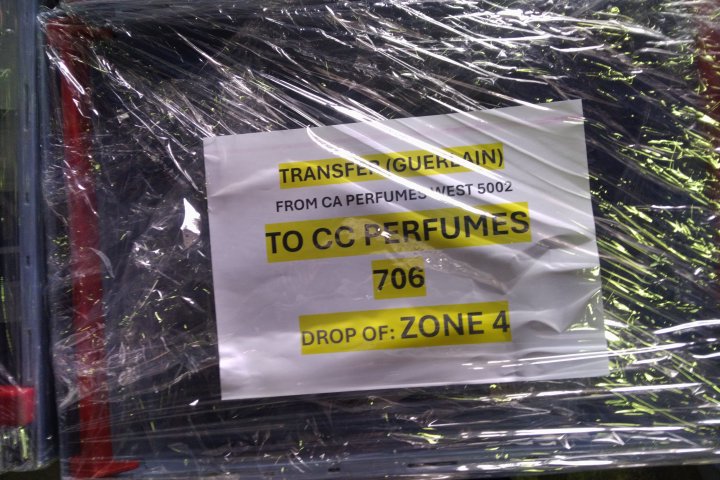 TRANSFER (GUERLAIN)
FROM CA PERFUMES WEST 5002
TO CC PERFUMES
706
DROP OF: ZONE 4